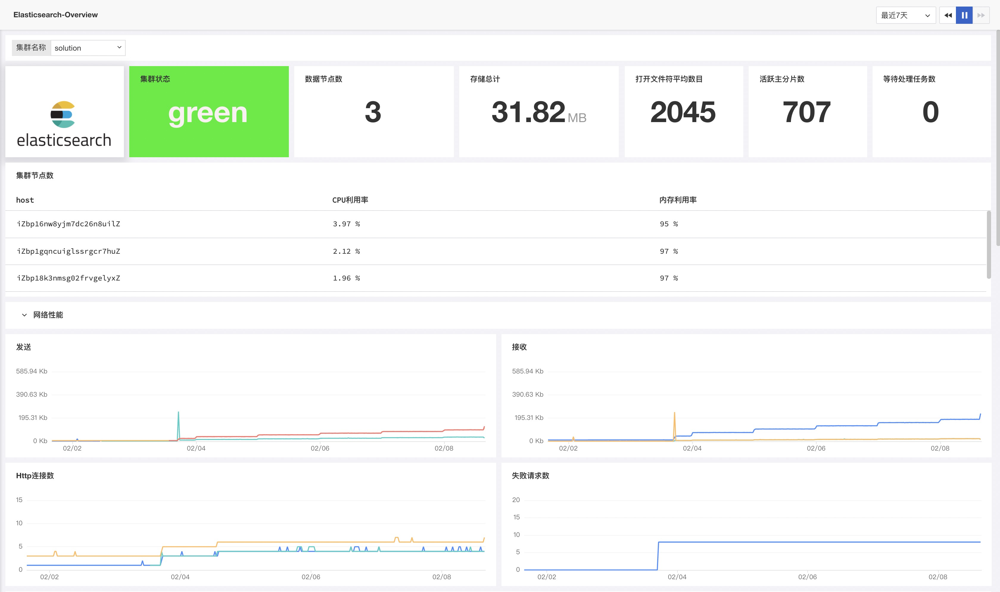 Elasticsearch-Overview
最近7天
集群名称 solution
elasticsearch
集群状态
green
数据节点数
3
存储总计
31.82 MB
打开文件符平均数目
2045
活跃主分片数
707
等待处理任务数
0
集群节点数
host CPU利用率 内存利用率
iZbp16nw8yjm7dc26n8uilZ 3.97 % 95 %
iZbp1gqncuiglssrgcr7huZ 2.12 % 97 %
iZbp18k3nmsg02frvgelyxZ 1.96 % 97 %
网络性能
发送
585.94 Kb
390.63 Kb
195.31 Kb
0 Kb
02/02 02/04 02/06 02/08
接收
585.94 Kb
390.63 Kb
195.31 Kb
0 Kb
02/02 02/04 02/06 02/08
Http连接数
15
10
5
0
02/02 02/04 02/06 02/08
失败请求数
20
15
10
5
0
02/02 02/04 02/06 02/08